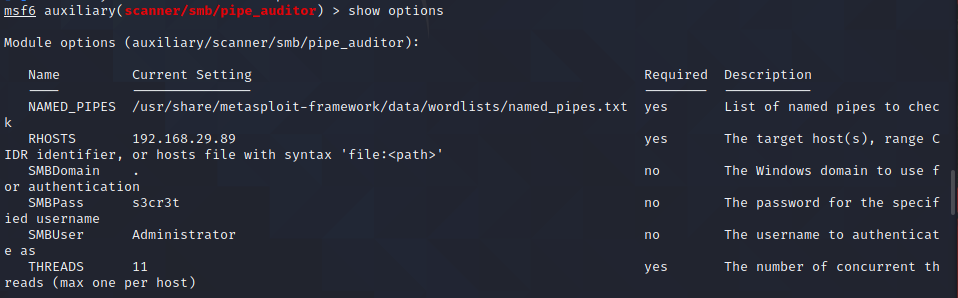 msf6 auxiliary(scanner/smb/pipe_auditor) > show options
Module options (auxiliary/scanner/smb/pipe_auditor):
Name Current Setting Required Description
---- --------------- -------- -----------
NAMED_PIPES /usr/share/metasploit-framework/data/wordlists/named_pipes.txt yes List of named pipes to chec
k
RHOSTS 192.168.29.89 yes The target host(s), range C
IDR identifier, or hosts file with syntax 'file:<path>'
SMBDomain . no The Windows domain to use f
or authentication
SMBPass s3cr3t no The password for the specif
ied username
SMBUser Administrator no The username to authenticat
e as
THREADS 11 yes The number of concurrent th
reads (max one per host)